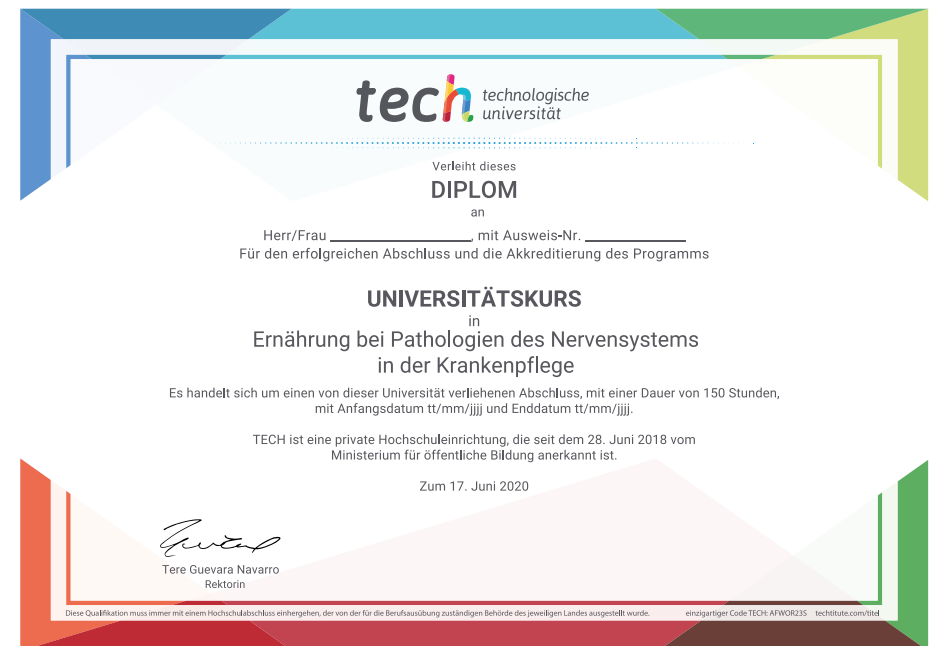 tech technologische
universität
Verleiht dieses
DIPLOM
an
Herr/Frau ____________________, mit Ausweis-Nr. ______________
Für den erfolgreichen Abschluss und die Akkreditierung des Programms
UNIVERSITÄTSKURS
in
Ernährung bei Pathologien des Nervensystems
in der Krankenpflege
Es handelt sich um einen von dieser Universität verliehenen Abschluss, mit einer Dauer von 150 Stunden,
mit Anfangsdatum tt/mm/jjjj und Enddatum tt/mm/jjjj.
TECH ist eine private Hochschuleinrichtung, die seit dem 28. Juni 2018 vom
Ministerium für öffentliche Bildung anerkannt ist.
Zum 17. Juni 2020
Tere Guevara Navarro
Rektorin
Diese Qualifikation muss immer mit einem Hochschulabschluss einhergehen, der von der für die Berufsausübung zuständigen Behörde des jeweiligen Landes ausgestellt wurde. einzigartiger Code TECH: AFWOR23S techtitute.com/titel